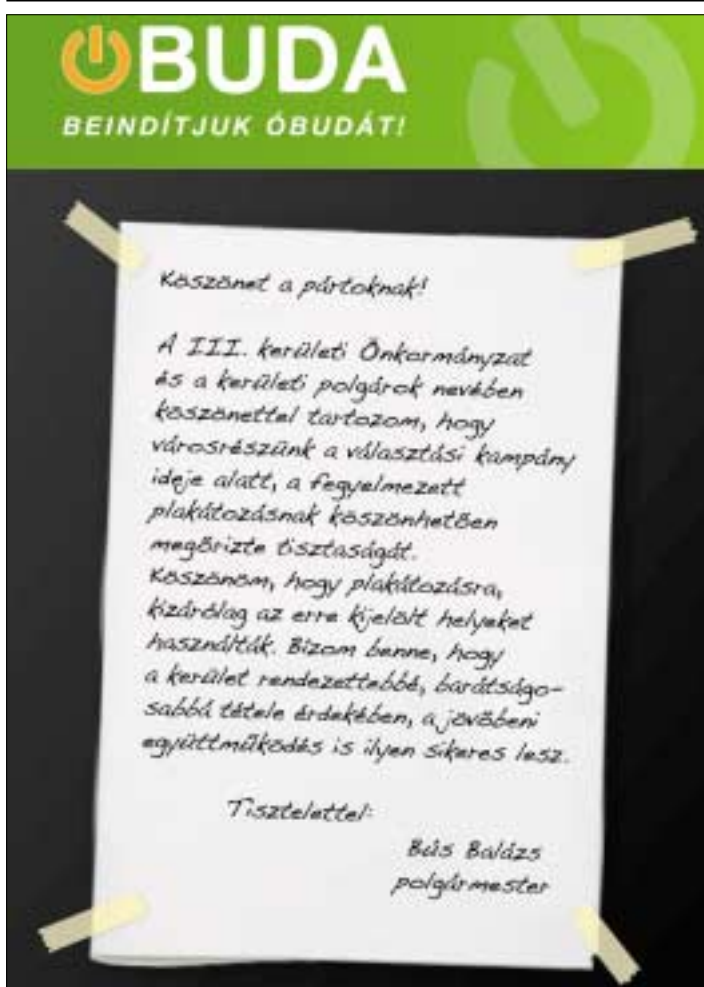 ÓBUDA
BEINDÍTJUK ÓBUDÁT!
Köszönet a pártoknak!
A III. kerületi Önkormányzat
és a kerületi polgárok nevében
köszönettel tartozom, hogy
városrészünk a választási kampány
ideje alatt, a fegyelmezett
plakátozásnak köszönhetően
megőrizte tisztaságát.
Köszönöm, hogy plakátozásra,
kizárólag az erre kijelölt helyeket
használták. Bízom benne, hogy
a kerület rendezettebbé, barátságo-
sabbá tétele érdekében, a jövőbeni
együttműködés is ilyen sikeres lesz.
Tisztelettel:
Bús Balázs
polgármester